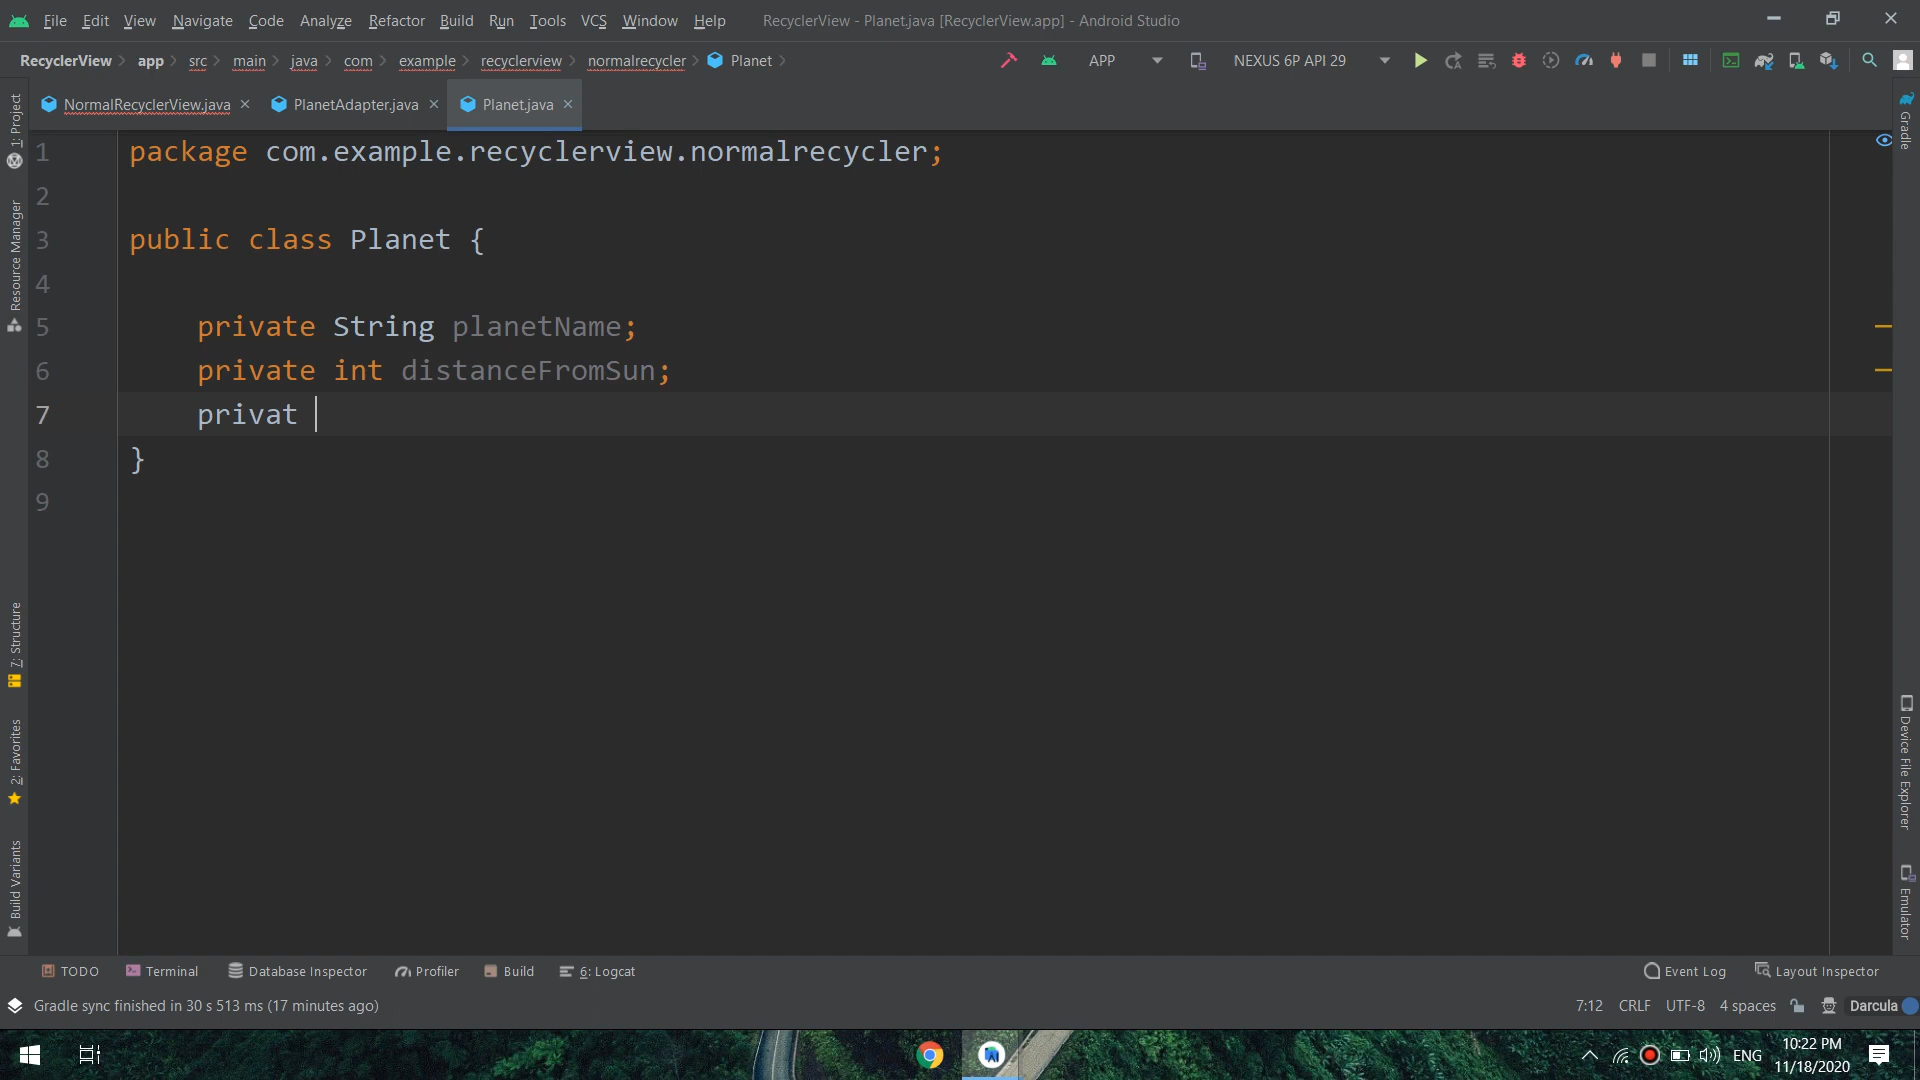 File Edit View Navigate Code Analyze Refactor Build Run Tools VCS Window Help RecyclerView - Planet.java [RecyclerView.app] - Android Studio
RecyclerView app src main java com example recyclerview normalrecycler Planet APP NEXUS 6P API 29
NormalRecyclerView.java PlanetAdapter.java Planet.java
1 package com.example.recyclerview.normalrecycler;
2
3 public class Planet {
4
5 private String planetName;
6 private int distanceFromSun;
7 privat
8 }
9
1: Project
Resource Manager
7: Structure
2: Favorites
Build Variants
Gradle
Device File Explorer
Emulator
TODO Terminal Database Inspector Profiler Build 6: Logcat Event Log Layout Inspector
Gradle sync finished in 30 s 513 ms (17 minutes ago) 7:12 CRLF UTF-8 4 spaces Darcula
ENG 10:22 PM
11/18/2020